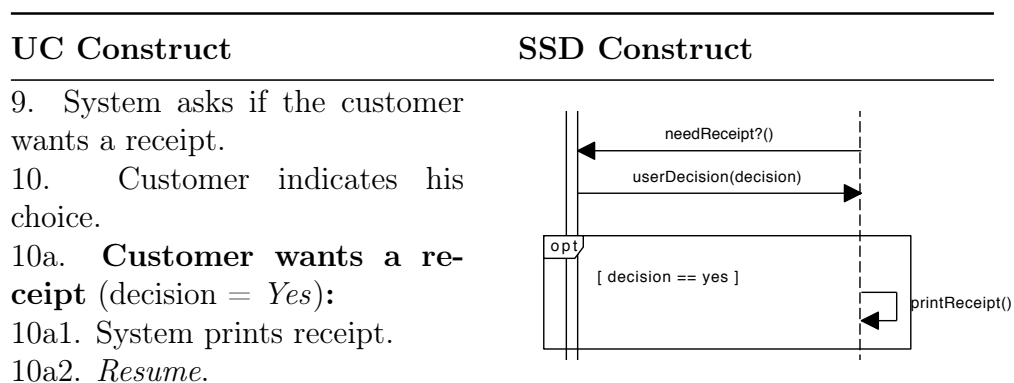 UC Construct
SSD Construct
9. System asks if the customer
wants a receipt.
10. Customer indicates his
choice.
10a. Customer wants a re-
ceipt (decision = Yes):
10a1. System prints receipt.
10a2. Resume.
needReceipt?()
userDecision(decision)
opt
[ decision == yes ]
printReceipt()